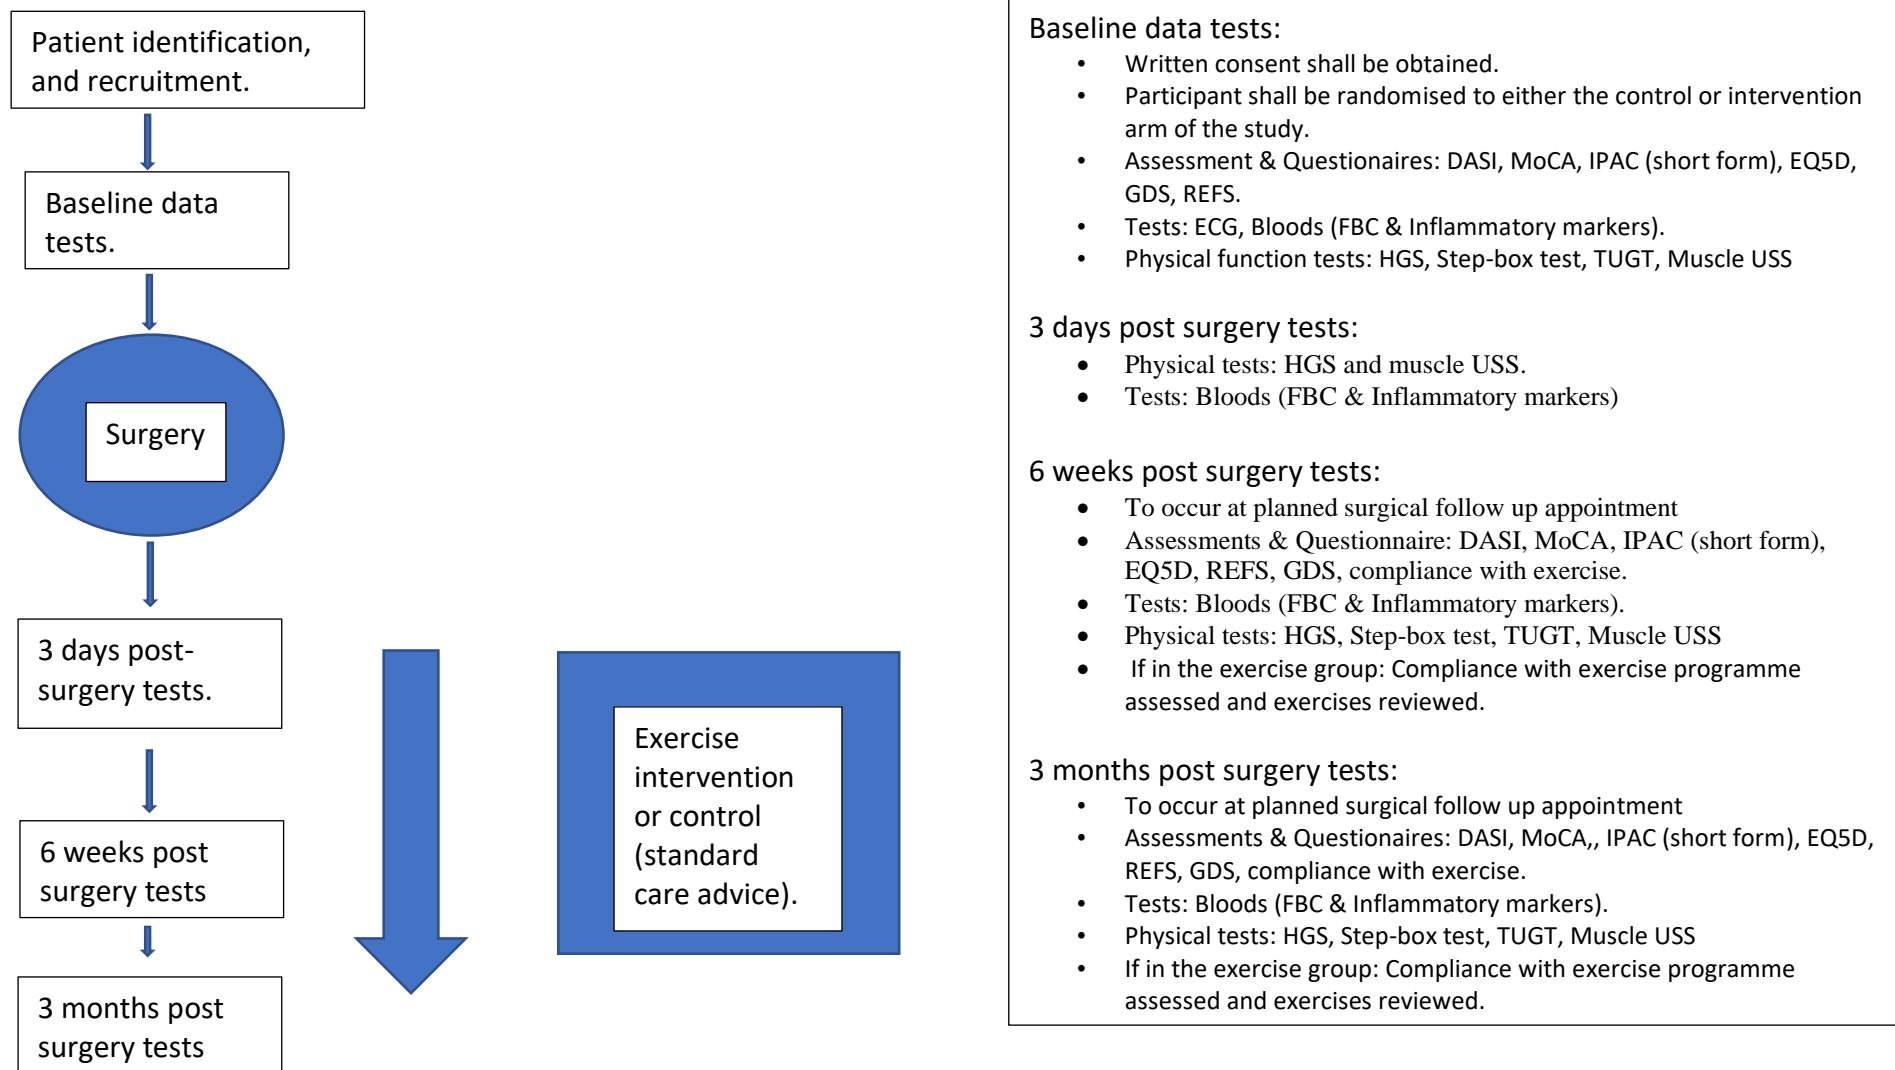 Patient identification,
and recruitment.
Baseline data
tests.
Surgery
3 days post-
surgery tests.
6 weeks post
surgery tests
3 months post
surgery tests
Exercise
intervention
or control
(standard
care advice).
Baseline data tests:
• Written consent shall be obtained.
• Participant shall be randomised to either the control or intervention
arm of the study.
• Assessment & Questionaires: DASI, MoCA, IPAC (short form), EQ5D,
GDS, REFS.
• Tests: ECG, Bloods (FBC & Inflammatory markers).
• Physical function tests: HGS, Step-box test, TUGT, Muscle USS
3 days post surgery tests:
• Physical tests: HGS and muscle USS.
• Tests: Bloods (FBC & Inflammatory markers)
6 weeks post surgery tests:
• To occur at planned surgical follow up appointment
• Assessments & Questionnaire: DASI, MoCA, IPAC (short form),
EQ5D, REFS, GDS, compliance with exercise.
• Tests: Bloods (FBC & Inflammatory markers).
• Physical tests: HGS, Step-box test, TUGT, Muscle USS
• If in the exercise group: Compliance with exercise programme
assessed and exercises reviewed.
3 months post surgery tests:
• To occur at planned surgical follow up appointment
• Assessments & Questionaires: DASI, MoCA,, IPAC (short form), EQ5D,
REFS, GDS, compliance with exercise.
• Tests: Bloods (FBC & Inflammatory markers).
• Physical tests: HGS, Step-box test, TUGT, Muscle USS
• If in the exercise group: Compliance with exercise programme
assessed and exercises reviewed.